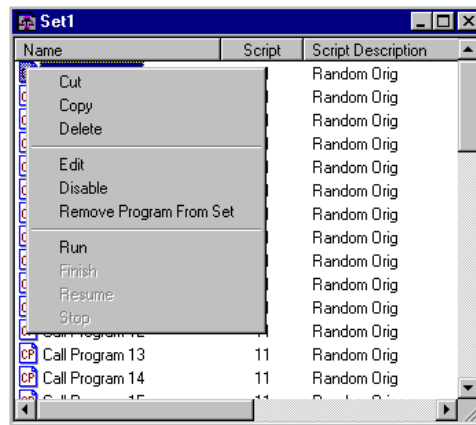 Set1
Name Script Script Description
Random Orig
Cut Random Orig
Copy Random Orig
Delete Random Orig
Random Orig
Edit Random Orig
Disable Random Orig
Remove Program From Set Random Orig
Random Orig
Run Random Orig
Finish Random Orig
Resume Random Orig
Stop Random Orig
Call Program 13 11 Random Orig
Call Program 14 11 Random Orig